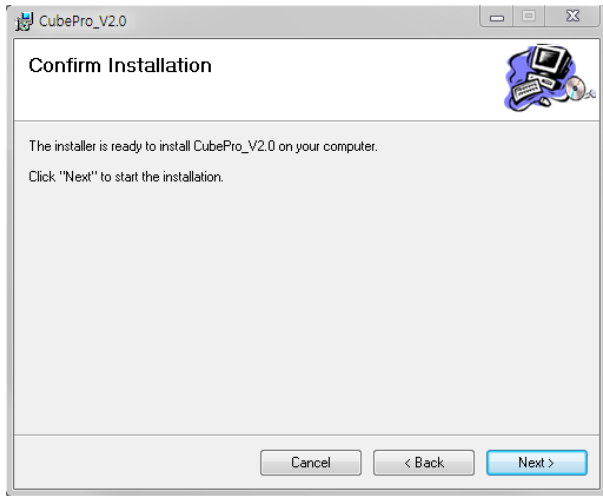 CubePro_V2.0
Confirm Installation
The installer is ready to install CubePro_V2.0 on your computer.
Click "Next" to start the installation.
Cancel
< Back
Next >